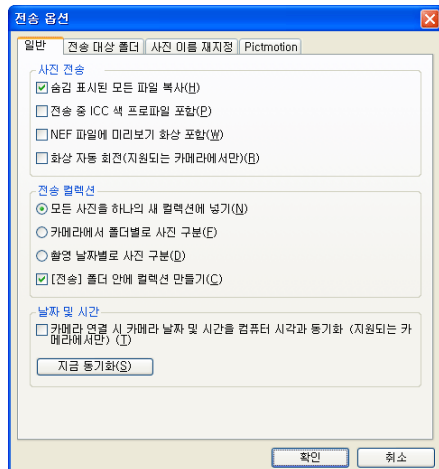 전송 옵션
일반 전송 대상 폴더 사진 이름 재지정 Pictmotion
사진 전송
숨김 표시된 모든 파일 복사(H)
전송 중 ICC 색 프로파일 포함(P)
NEF 파일에 미리보기 화상 포함(W)
화상 자동 회전(지원되는 카메라에서만)(R)
전송 컬렉션
모든 사진을 하나의 새 컬렉션에 넣기(N)
카메라에서 폴더별로 사진 구분(F)
촬영 날짜별로 사진 구분(D)
[전송] 폴더 안에 컬렉션 만들기(C)
날짜 및 시간
카메라 연결 시 카메라 날짜 및 시간을 컴퓨터 시각과 동기화 (지원되는 카
메라에서만) (T)
지금 동기화(S)
확인 취소